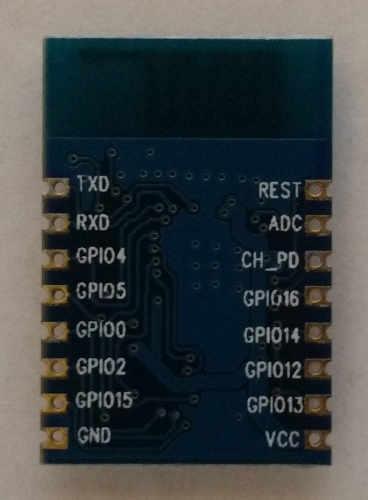 TXD REST
RXD ADC
GPIO4 CH_PD
GPIO5 GPIO16
GPIO0 GPIO14
GPIO2 GPIO12
GPIO15 GPIO13
GND VCC